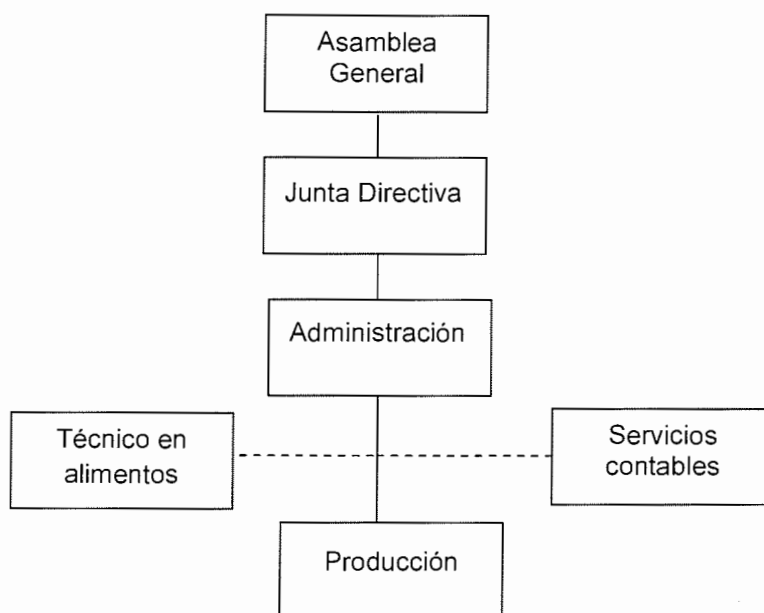 Asamblea
General
Junta Directiva
Administración
Técnico en
alimentos
Servicios
contables
Producción